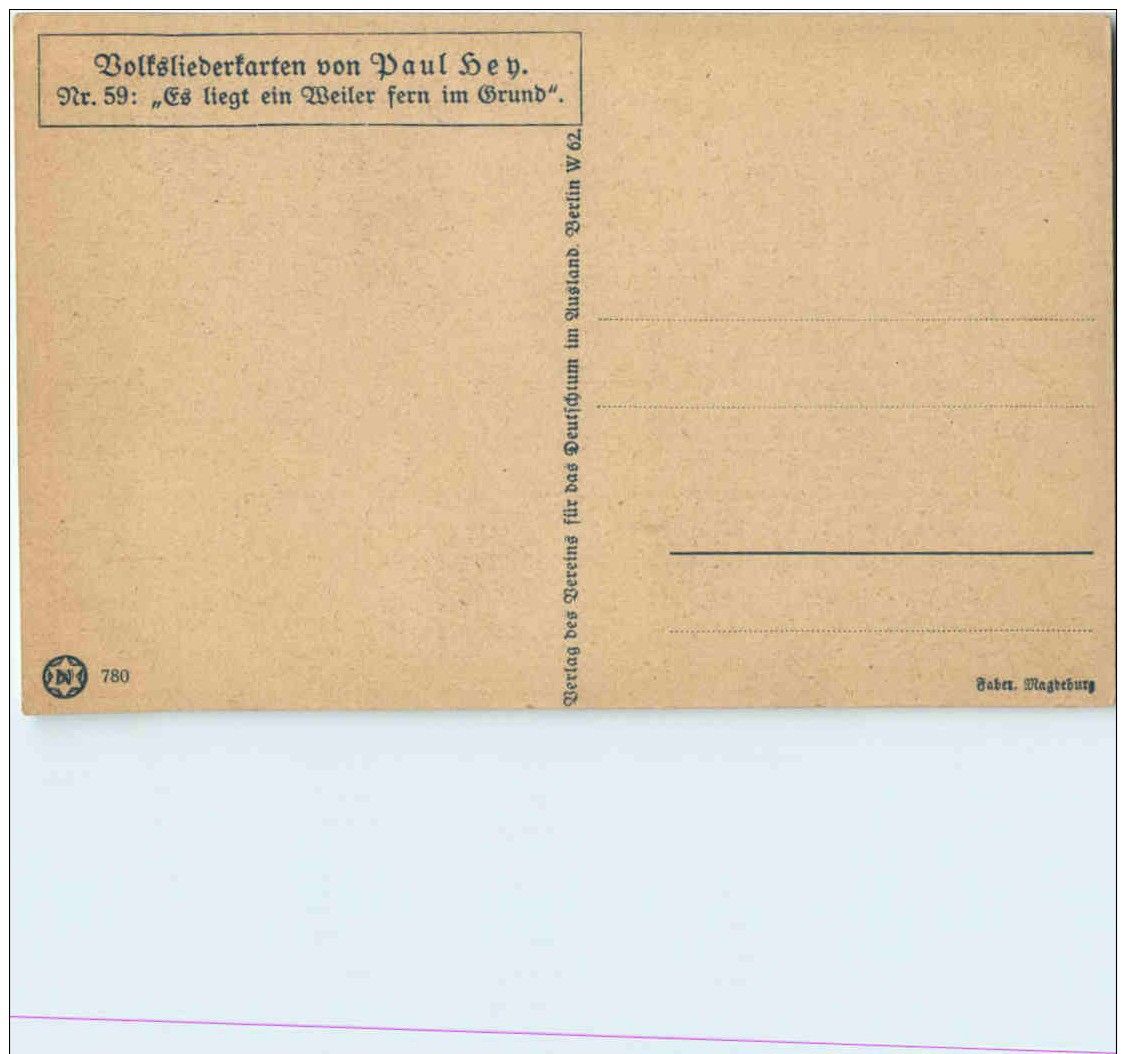 Volksliederkarten von Paul Hey.
Nr. 59: „Es liegt ein Weiler fern im Grund“.
Verlag des Vereins für das Deutschtum im Ausland. Berlin W 62.
N 780
Faber. Magdeburg